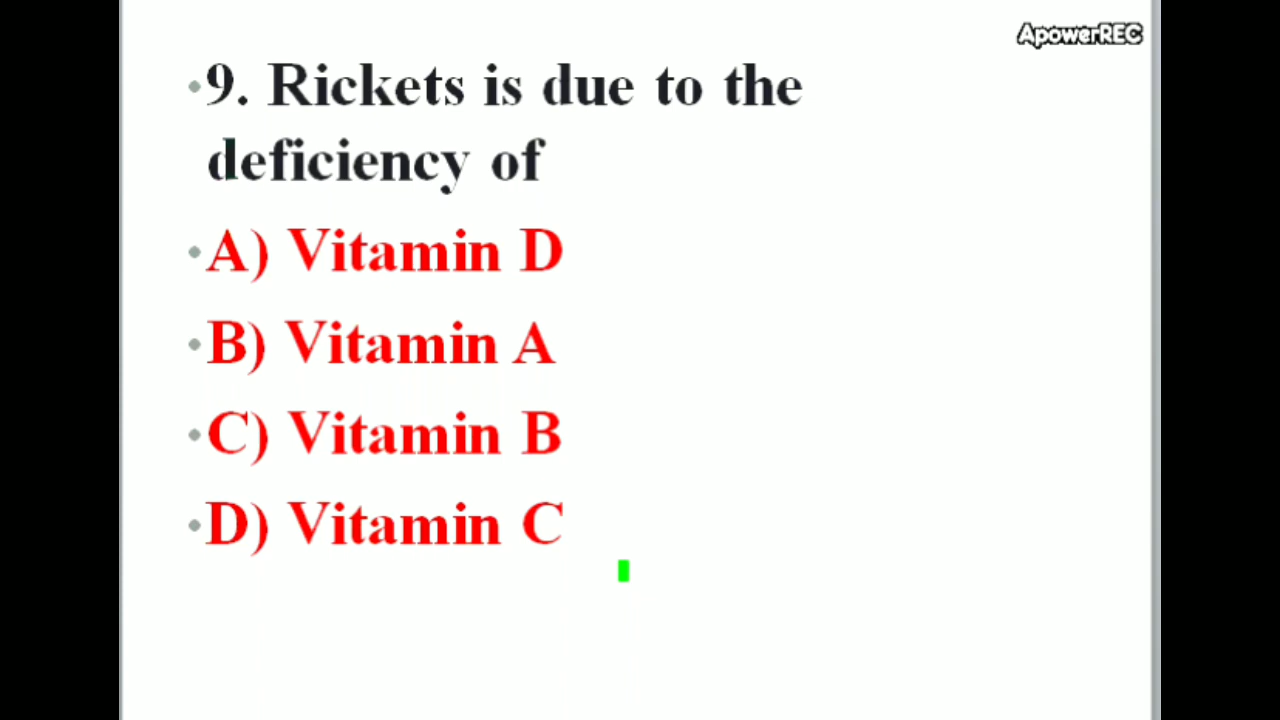 ApowerREC
•9. Rickets is due to the
deficiency of
•A) Vitamin D
•B) Vitamin A
•C) Vitamin B
•D) Vitamin C